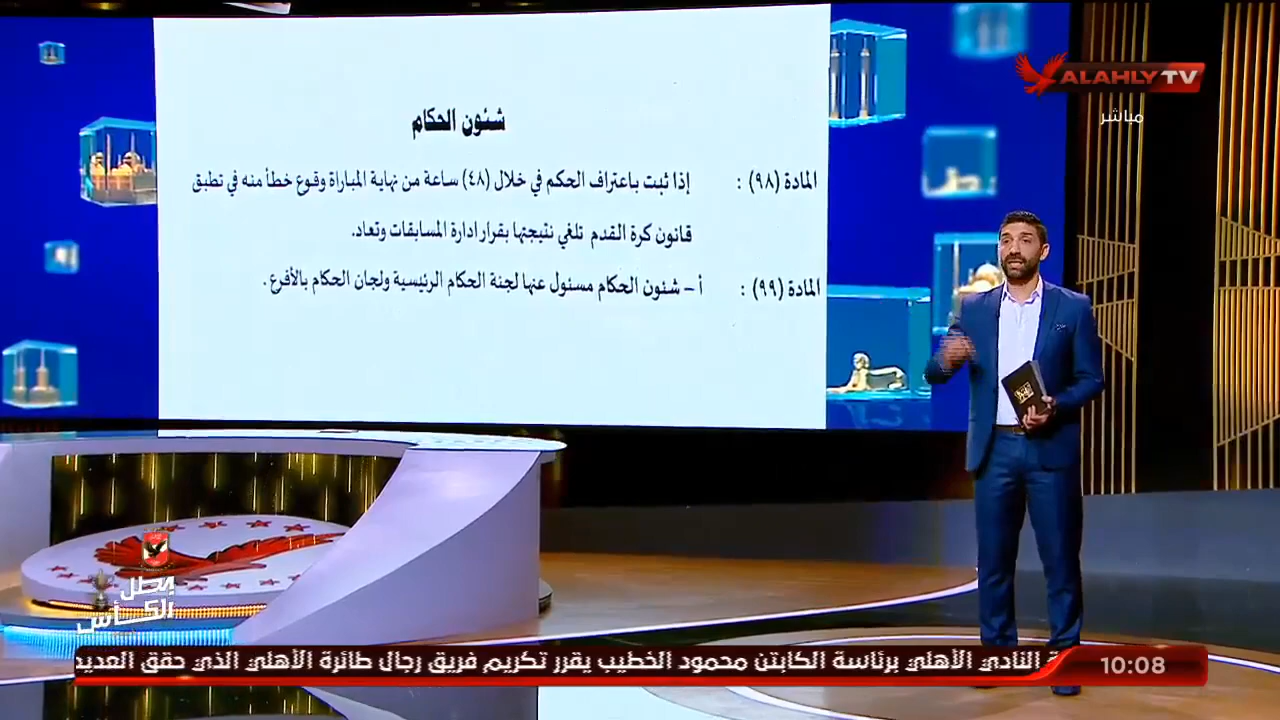 ALAHLY TV
مباشر
شئون الحكام
المادة (٩٨) : إذا ثبت باعتراف الحكم في خلال (٤٨) ساعة من نهاية المباراة وقوع خطأ منه في تطبق
قانون كرة القدم تلغي نتيجتها بقرار ادارة المسابقات وتعاد.
المادة (٩٩) : أ – شئون الحكام مسئول عنها لجنة الحكام الرئيسية ولجان الحكام بالأفرع .
بطل
الكأس
ة النادي الأهلي برئاسة الكابتن محمود الخطيب يقرر تكريم فريق رجال طائرة الأهلي الذي حقق العديد
10:08